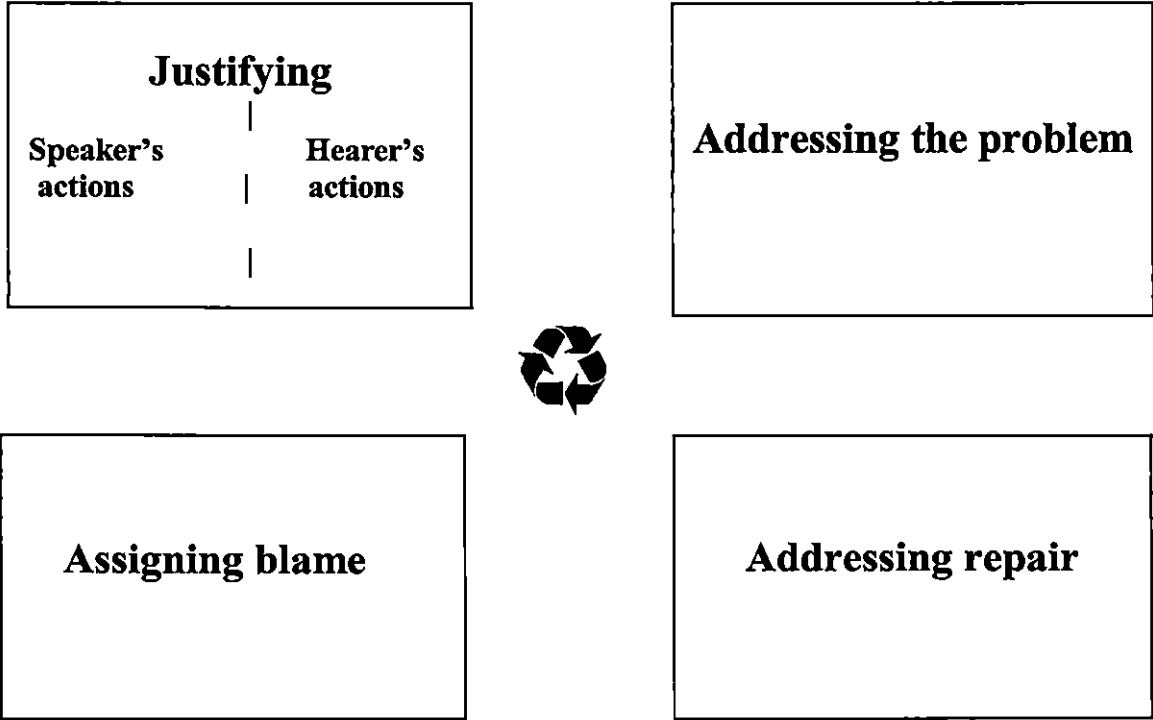 Justifying
Speaker's
actions
Hearer's
actions
Addressing the problem
Assigning blame
Addressing repair